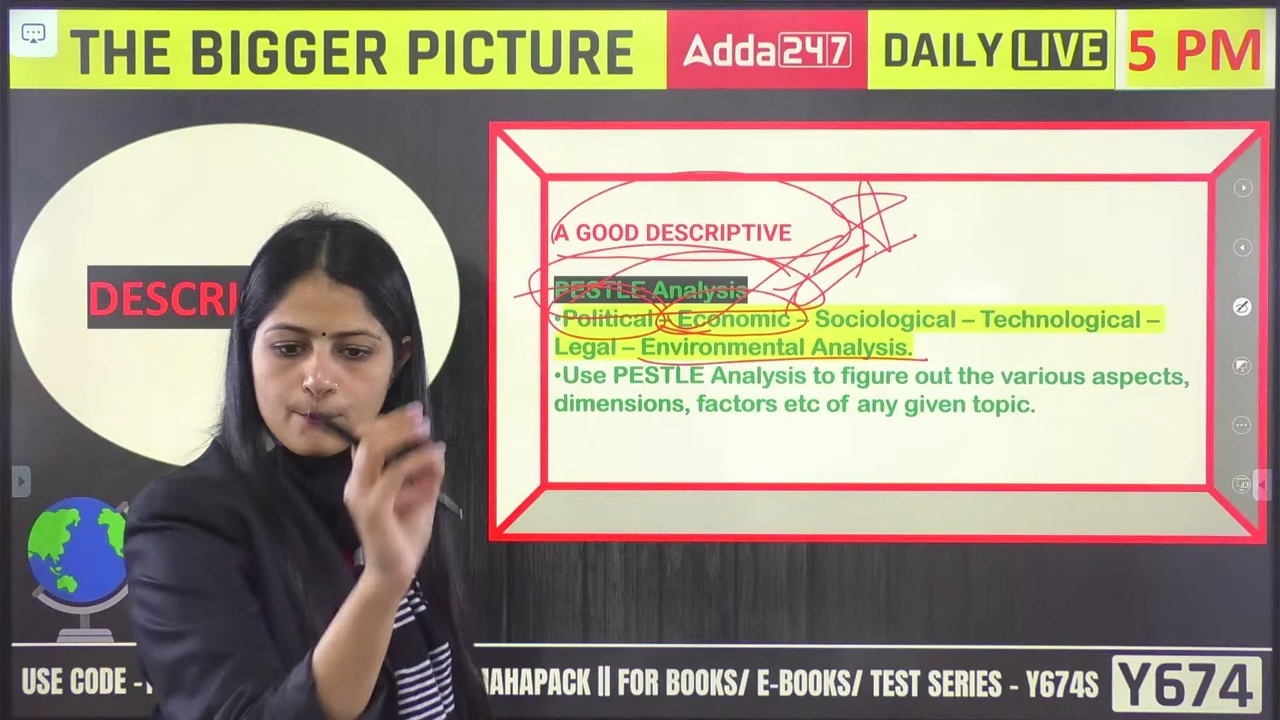 THE BIGGER PICTURE
Adda247
DAILY LIVE
5 PM
DESCRI
A GOOD DESCRIPTIVE
PESTLE Analysis
•Political – Economic – Sociological – Technological –
Legal – Environmental Analysis.
•Use PESTLE Analysis to figure out the various aspects,
dimensions, factors etc of any given topic.
USE CODE -
MAHAPACK || FOR BOOKS/ E-BOOKS/ TEST SERIES - Y674S
Y674